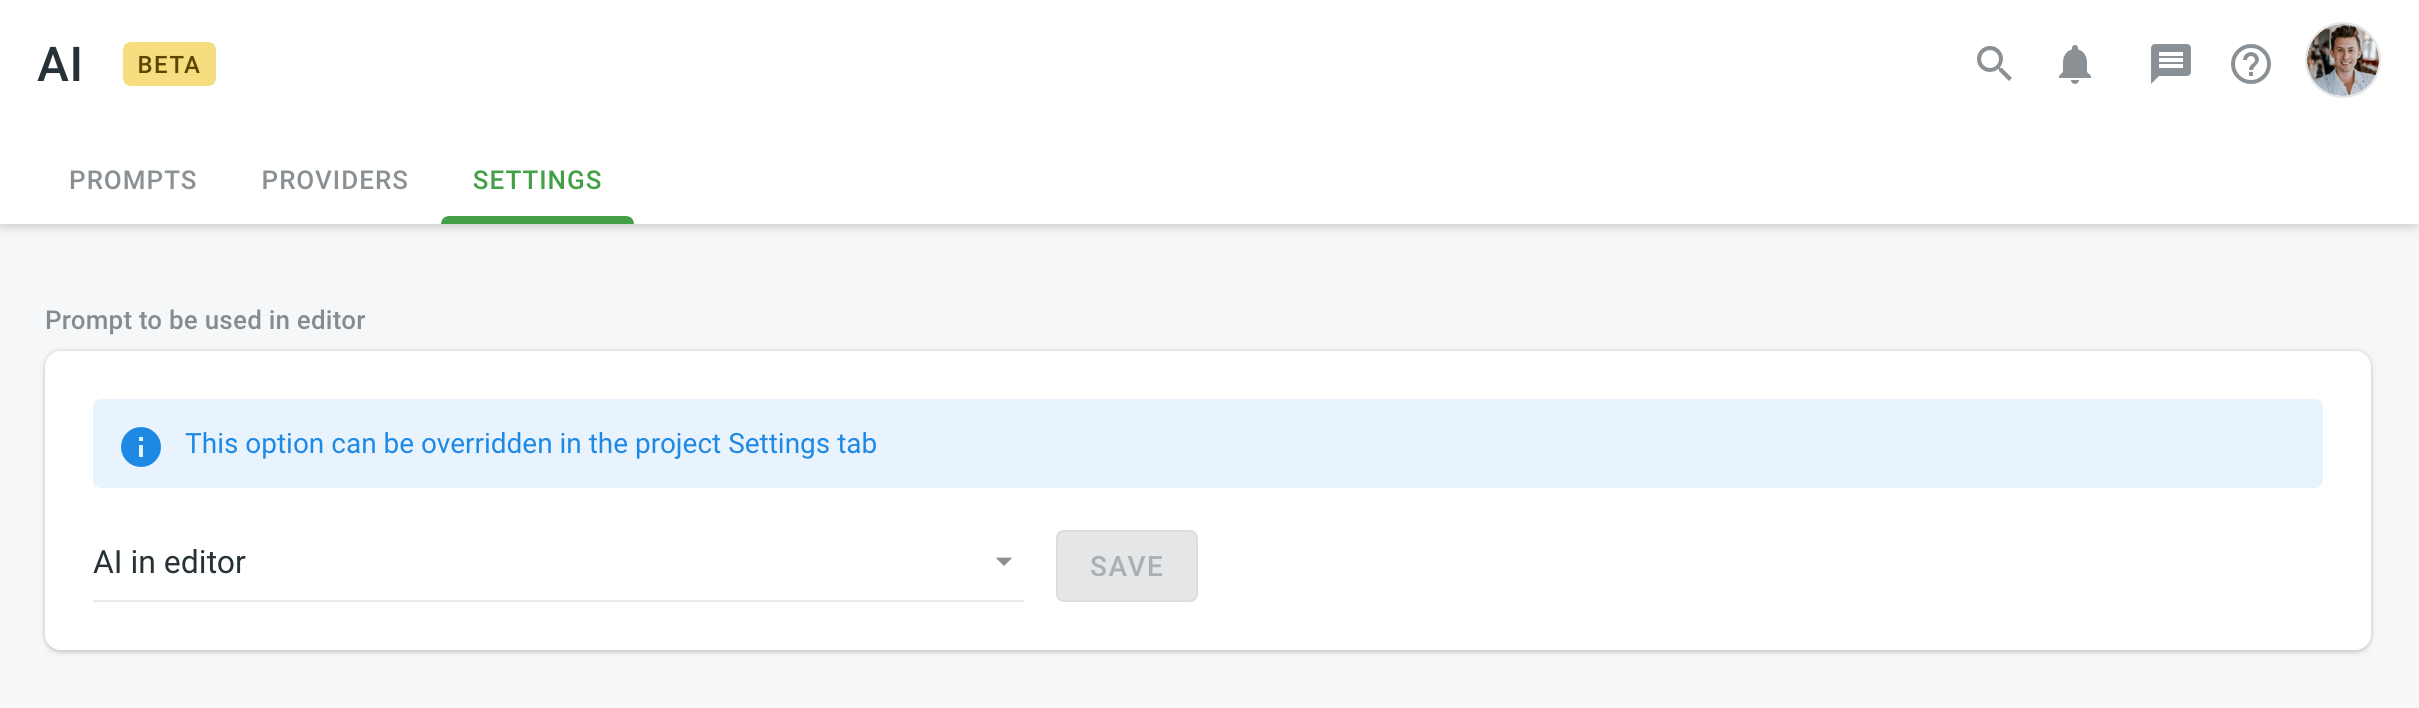 AI
BETA
PROMPTS
PROVIDERS
SETTINGS
Prompt to be used in editor
This option can be overridden in the project Settings tab
AI in editor
SAVE